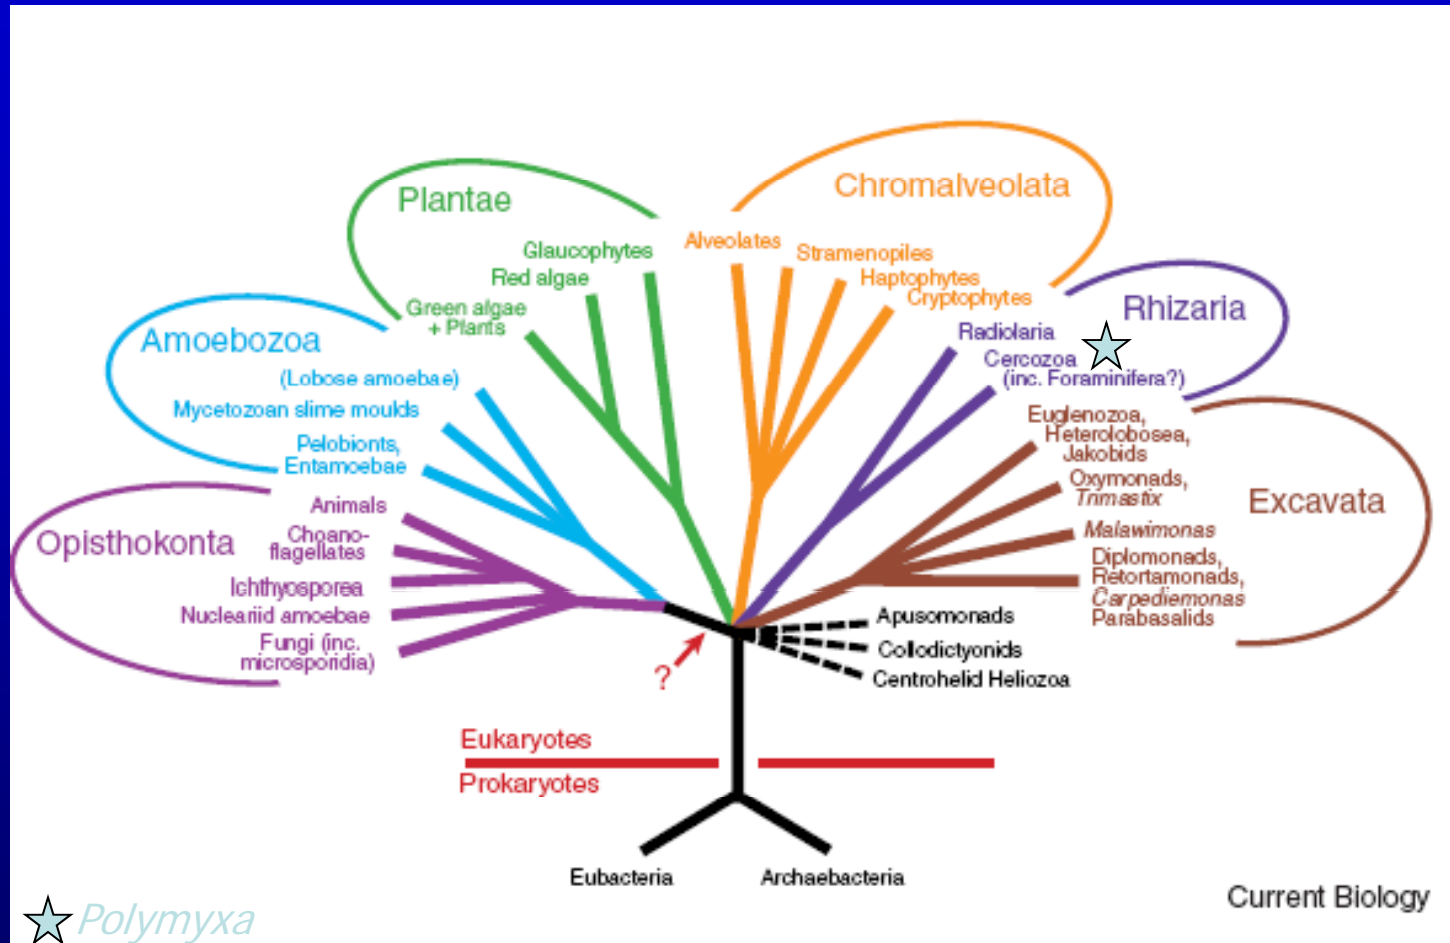 Plantae
Glaucophytes
Red algae
Green algae
+ Plants
Chromalveolata
Alveolates
Stramenopiles
Haptophytes
Cryptophytes
Rhizaria
Radiolaria
Cercozoa
(inc. Foraminifera?)
Amoebozoa
(Lobose amoebae)
Mycetozoan slime moulds
Pelobionts,
Entamoebae
Excavata
Euglenozoa,
Heterolobosea,
Jakobids
Oxymonads,
Trimastix
Malawimonas
Diplomonads,
Retortamonads,
Carpediemonas
Parabasalids
Opisthokonta
Animals
Choano-
flagellates
Ichthyosporea
Nucleariid amoebae
Fungi (inc.
microsporidia)
Apusomonads
Collodictyonids
Centrohelid Heliozoa
?
Eukaryotes
Prokaryotes
Eubacteria
Archaebacteria
Current Biology
Polymyxa